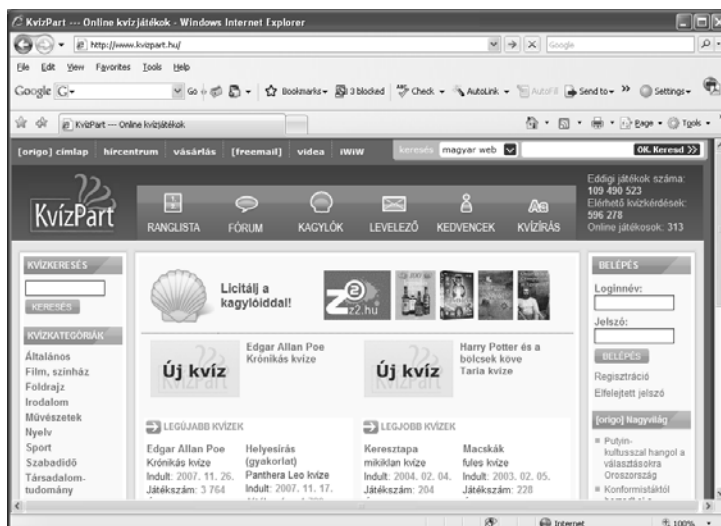 KvízPart --- Online kvízjátékok - Windows Internet Explorer
http://www.kvizpart.hu/
Google
File Edit View Favorites Tools Help
Google G Go Bookmarks 3 blocked Check AutoLink AutoFill Send to Settings
KvízPart --- Online kvízjátékok
Page Tools
[origo] címlap hírcentrum vásárlás [freemail] videa iWiW keresés magyar web OK. Keresd
KvízPart
RANGLISTA FÓRUM KAGYLÓK LEVELEZŐ KEDVENCEK KVÍZÍRÁS
Eddigi játékok száma:
109 490 523
Elérhető kvízkérdések:
596 278
Online játékosok: 313
KVÍZKERESÉS
KERESÉS
KVÍZKATEGÓRIÁK
Általános
Film, színház
Földrajz
Irodalom
Művészetek
Nyelv
Sport
Szabadidő
Társadalom-
tudomány
Licitálj a
kagylóiddal!
z2.hu
Új kvíz
Edgar Allan Poe
Krónikás kvíze
Új kvíz
Harry Potter és a
bölcsek köve
Taria kvíze
LEGÚJABB KVÍZEK
Edgar Allan Poe
Krónikás kvíze
Indult: 2007. 11. 26.
Játékszám: 3 764
Helyesírás
(gyakorlat)
Panthera Leo kvíze
Indult: 2007. 11. 17.
LEGJOBB KVÍZEK
Keresztapa
mikiklan kvíze
Indult: 2004. 02. 04.
Játékszám: 204
Macskák
fules kvíze
Indult: 2003. 02. 05.
Játékszám: 228
BELÉPÉS
Loginnév:
Jelszó:
BELÉPÉS
Regisztráció
Elfelejtett jelszó
[origo] Nagyvilág
Putyin-
kultusszal hangol a
választásokra
Oroszország
Konformistáktól
Internet 100%